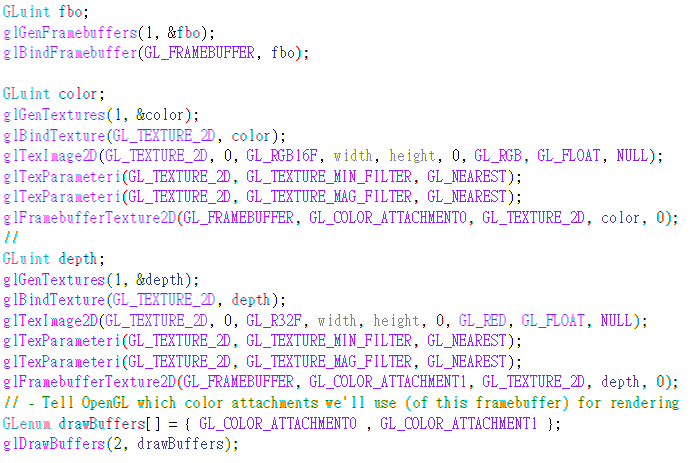 GLuint fbo;
glGenFramebuffers(1, &fbo);
glBindFramebuffer(GL_FRAMEBUFFER, fbo);

GLuint color;
glGenTextures(1, &color);
glBindTexture(GL_TEXTURE_2D, color);
glTexImage2D(GL_TEXTURE_2D, 0, GL_RGB16F, width, height, 0, GL_RGB, GL_FLOAT, NULL);
glTexParameteri(GL_TEXTURE_2D, GL_TEXTURE_MIN_FILTER, GL_NEAREST);
glTexParameteri(GL_TEXTURE_2D, GL_TEXTURE_MAG_FILTER, GL_NEAREST);
glFramebufferTexture2D(GL_FRAMEBUFFER, GL_COLOR_ATTACHMENT0, GL_TEXTURE_2D, color, 0);
//
GLuint depth;
glGenTextures(1, &depth);
glBindTexture(GL_TEXTURE_2D, depth);
glTexImage2D(GL_TEXTURE_2D, 0, GL_R32F, width, height, 0, GL_RED, GL_FLOAT, NULL);
glTexParameteri(GL_TEXTURE_2D, GL_TEXTURE_MIN_FILTER, GL_NEAREST);
glTexParameteri(GL_TEXTURE_2D, GL_TEXTURE_MAG_FILTER, GL_NEAREST);
glFramebufferTexture2D(GL_FRAMEBUFFER, GL_COLOR_ATTACHMENT1, GL_TEXTURE_2D, depth, 0);
// - Tell OpenGL which color attachments we'll use (of this framebuffer) for rendering
GLenum drawBuffers[] = { GL_COLOR_ATTACHMENT0 , GL_COLOR_ATTACHMENT1 };
glDrawBuffers(2, drawBuffers);